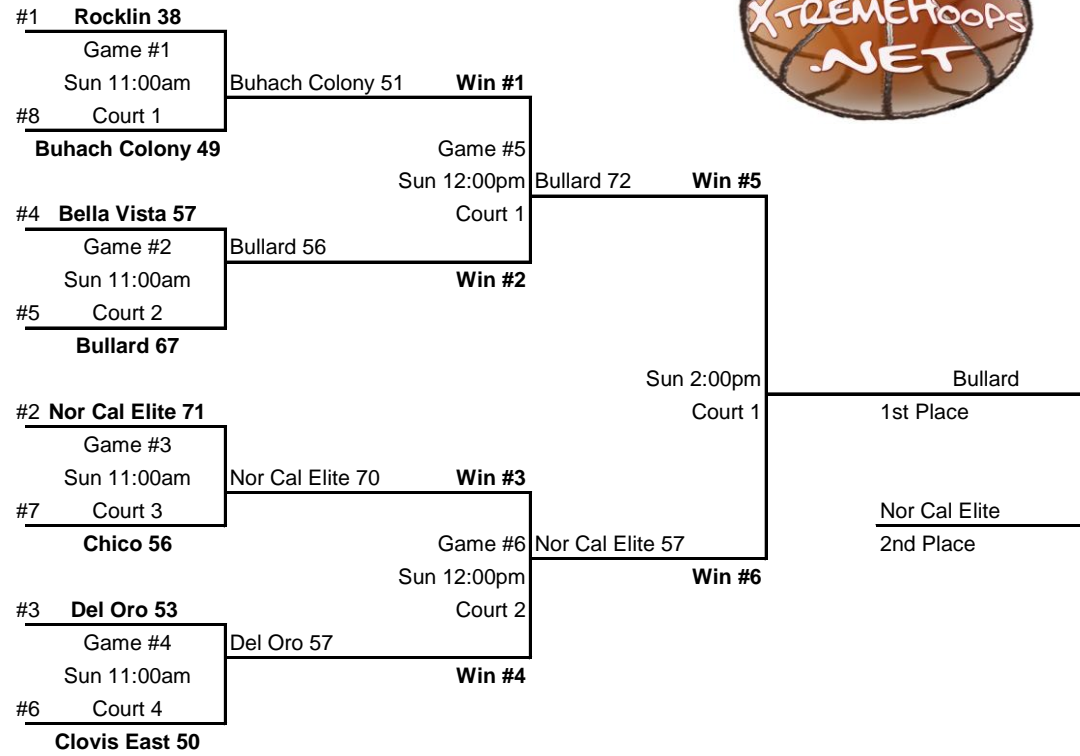 #1 Rocklin 38
Game #1
Sun 11:00am
#8 Court 1
Buhach Colony 49
#4 Bella Vista 57
Game #2
Sun 11:00am
#5 Court 2
Bullard 67
#2 Nor Cal Elite 71
Game #3
Sun 11:00am
#7 Court 3
Chico 56
#3 Del Oro 53
Game #4
Sun 11:00am
#6 Court 4
Clovis East 50
Buhach Colony 51 Win #1
Game #5
Sun 12:00pm
Court 1
Bullard 56
Win #2
Nor Cal Elite 70 Win #3
Game #6
Sun 12:00pm
Court 2
Del Oro 57
Win #4
Bullard 72 Win #5
Sun 2:00pm
Court 1
Nor Cal Elite 57
Win #6
Bullard
1st Place
Nor Cal Elite
2nd Place
XTREMEHOOPS
.NET